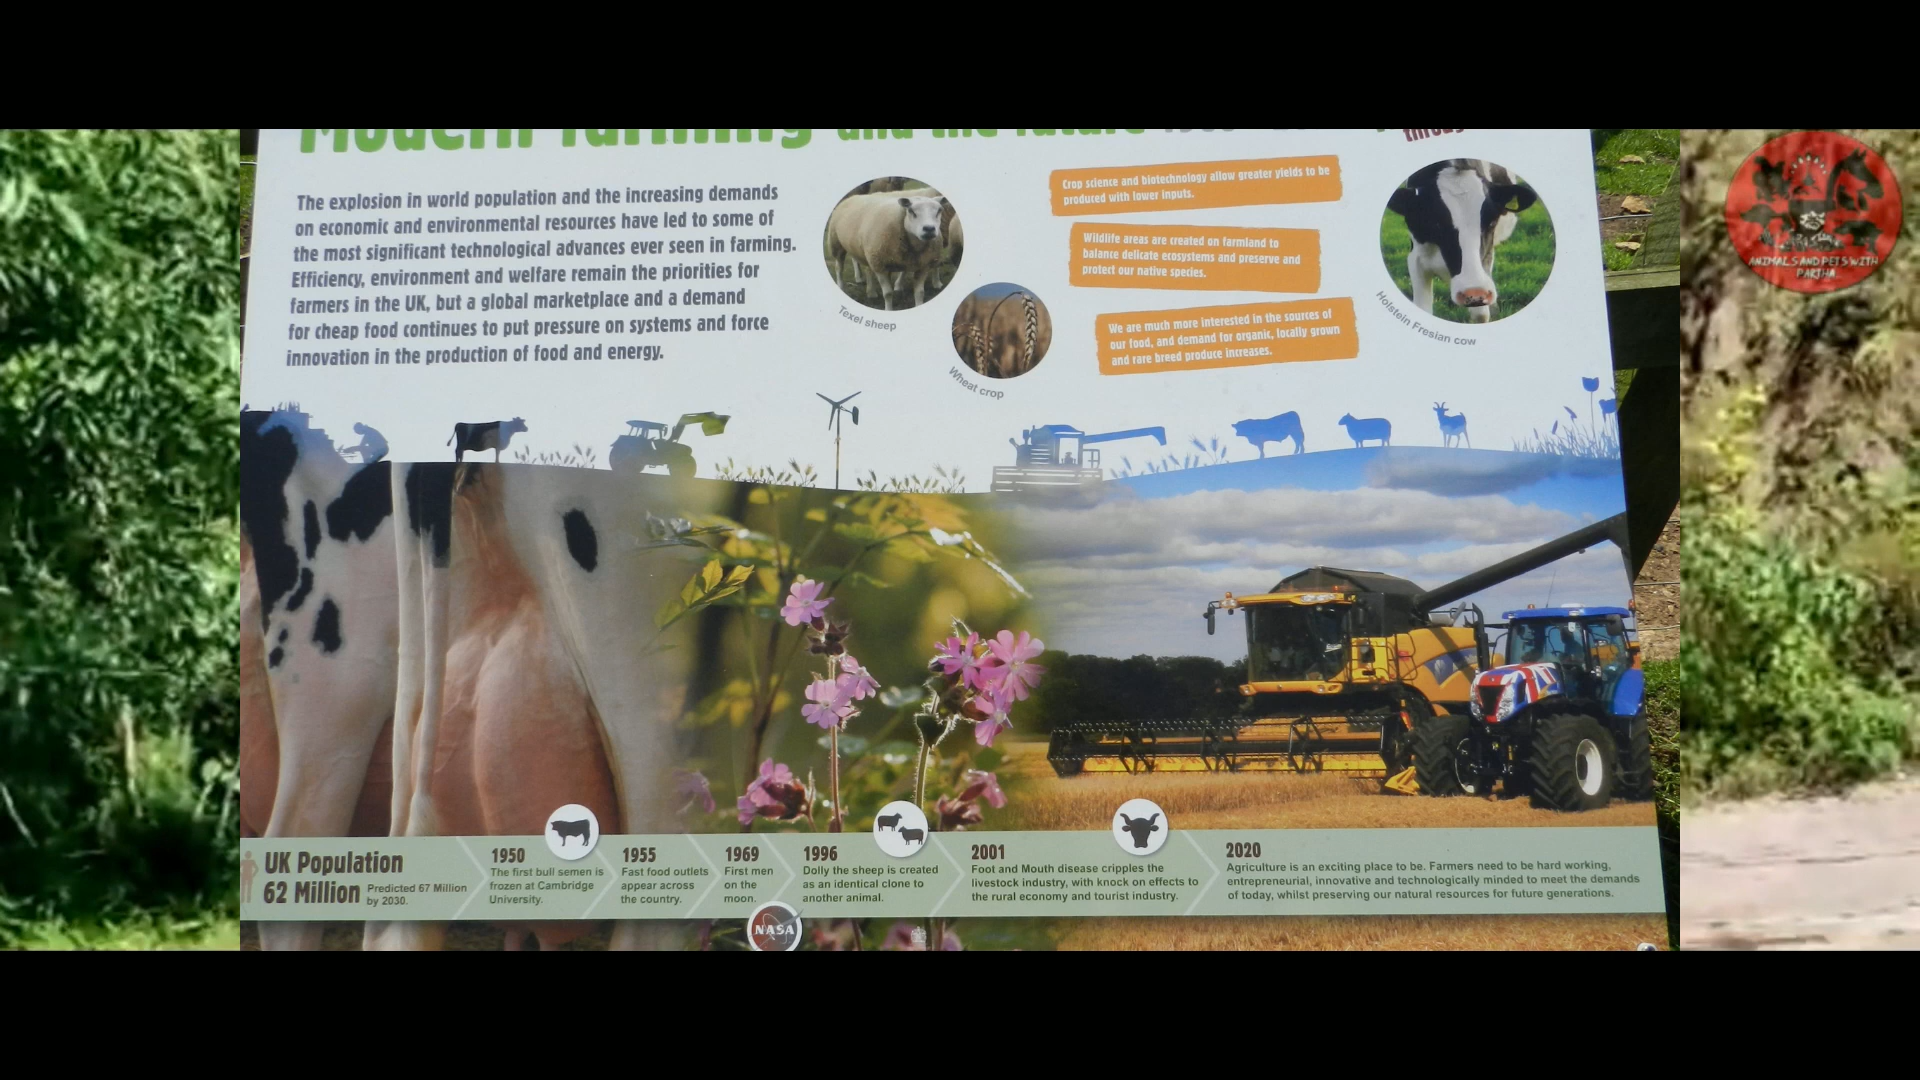 Modern farming and the future
The explosion in world population and the increasing demands
on economic and environmental resources have led to some of
the most significant technological advances ever seen in farming.
Efficiency, environment and welfare remain the priorities for
farmers in the UK, but a global marketplace and a demand
for cheap food continues to put pressure on systems and force
innovation in the production of food and energy.
Texel sheep
Wheat crop
Crop science and biotechnology allow greater yields to be
produced with lower inputs.
Wildlife areas are created on farmland to
balance delicate ecosystems and preserve and
protect our native species.
We are much more interested in the sources of
our food, and demand for organic, locally grown
and rare breed produce increases.
Holstein Fresian cow
ANIMALS AND PETS WITH
PARTHA
UK Population
62 Million
Predicted 67 Million
by 2030.
1950
The first bull semen is
frozen at Cambridge
University.
1955
Fast food outlets
appear across
the country.
1969
First men
on the
moon.
NASA
1996
Dolly the sheep is created
as an identical clone to
another animal.
2001
Foot and Mouth disease cripples the
livestock industry, with knock on effects to
the rural economy and tourist industry.
2020
Agriculture is an exciting place to be. Farmers need to be hard working,
entrepreneurial, innovative and technologically minded to meet the demands
of today, whilst preserving our natural resources for future generations.